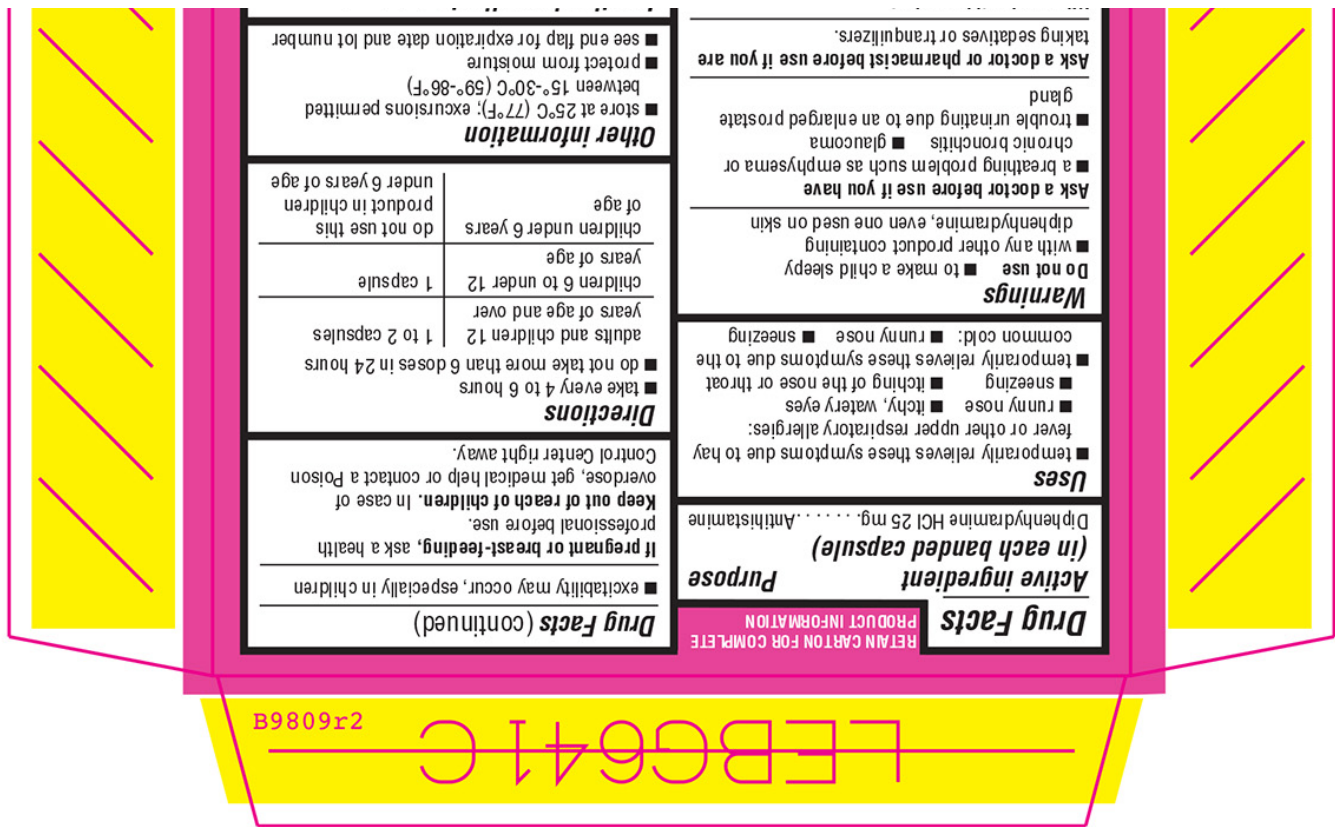 B9809r2
LEBG641C
Drug Facts
RETAIN CARTON FOR COMPLETE
PRODUCT INFORMATION
Active ingredient Purpose
(in each banded capsule)
Diphenhydramine HCl 25 mg. . . . . . .Antihistamine
Uses
■ temporarily relieves these symptoms due to hay
fever or other upper respiratory allergies:
■ runny nose ■ itchy, watery eyes
■ sneezing ■ itching of the nose or throat
■ temporarily relieves these symptoms due to the
common cold: ■ runny nose ■ sneezing
Warnings
Do not use ■ to make a child sleepy
■ with any other product containing
diphenhydramine, even one used on skin
Ask a doctor before use if you have
■ a breathing problem such as emphysema or
chronic bronchitis ■ glaucoma
■ trouble urinating due to an enlarged prostate
gland
Ask a doctor or pharmacist before use if you are
taking sedatives or tranquilizers.
Drug Facts (continued)
■ excitability may occur, especially in children
If pregnant or breast-feeding, ask a health
professional before use.
Keep out of reach of children. In case of
overdose, get medical help or contact a Poison
Control Center right away.
Directions
■ take every 4 to 6 hours
■ do not take more than 6 doses in 24 hours
adults and children 12 1 to 2 capsules
years of age and over
children 6 to under 12 1 capsule
years of age
children under 6 years do not use this
of age product in children
under 6 years of age
Other information
■ store at 25°C (77°F); excursions permitted
between 15°-30°C (59°-86°F)
■ protect from moisture
■ see end flap for expiration date and lot number